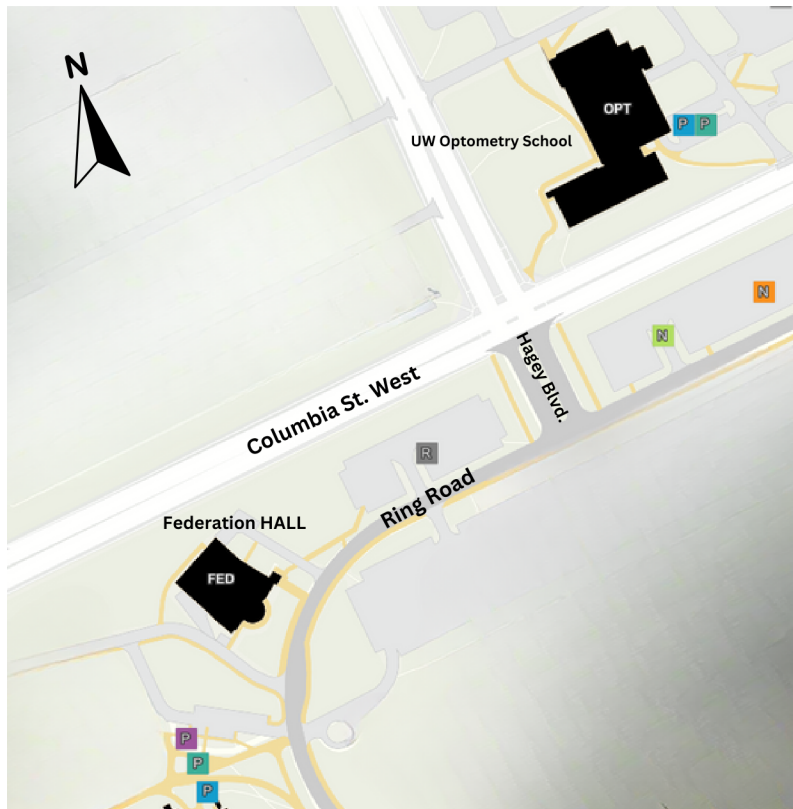 N
OPT
P P
UW Optometry School
N
N
Hagey Blvd.
Columbia St. West
R
Ring Road
Federation HALL
FED
P
P
P